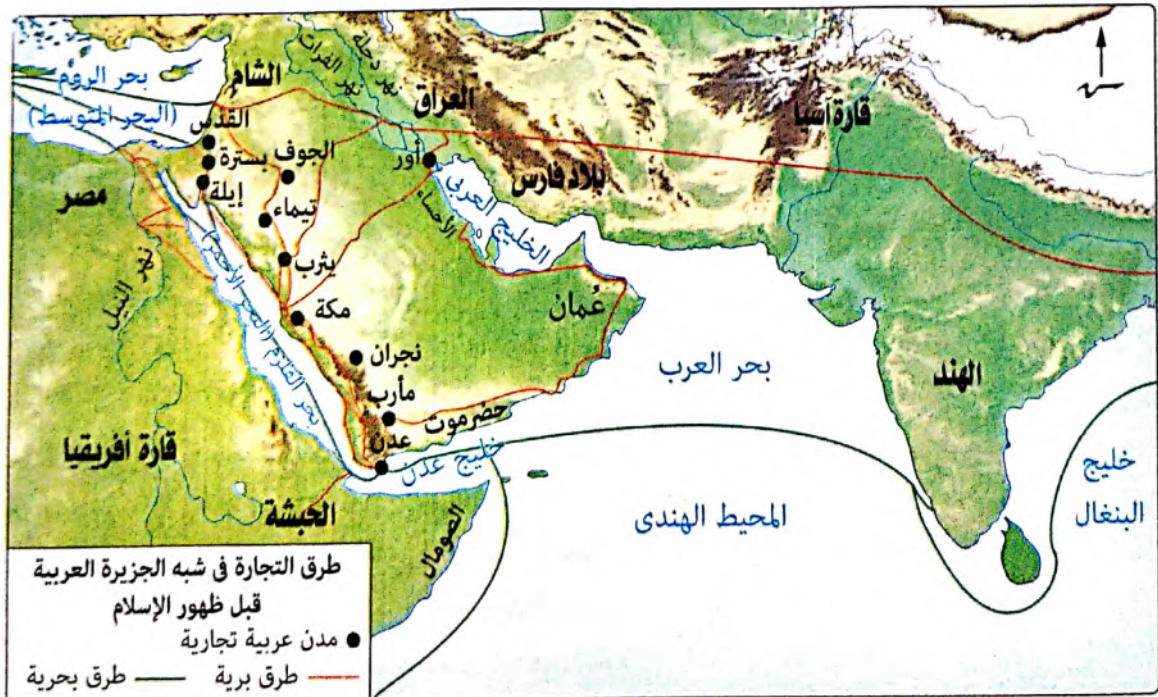 بحر الروم
(البحر المتوسط)
الشام
نهر الفرات
نهر دجلة
العراق
قارة آسيا
القدس
بسترة
إيلة
الجوف
تيماء
أور
بلاد فارس
مصر
نهر النيل
الأحساء
الخليج العربى
يثرب
مكة
بحر القلزم (البحر الأحمر)
عُمان
نجران
مأرب
حضرموت
عدن
خليج عدن
بحر العرب
الهند
قارة أفريقيا
الحبشة
الصومال
المحيط الهندى
خليج
البنغال
طرق التجارة فى شبه الجزيرة العربية
قبل ظهور الإسلام
مدن عربية تجارية
طرق برية
طرق بحرية